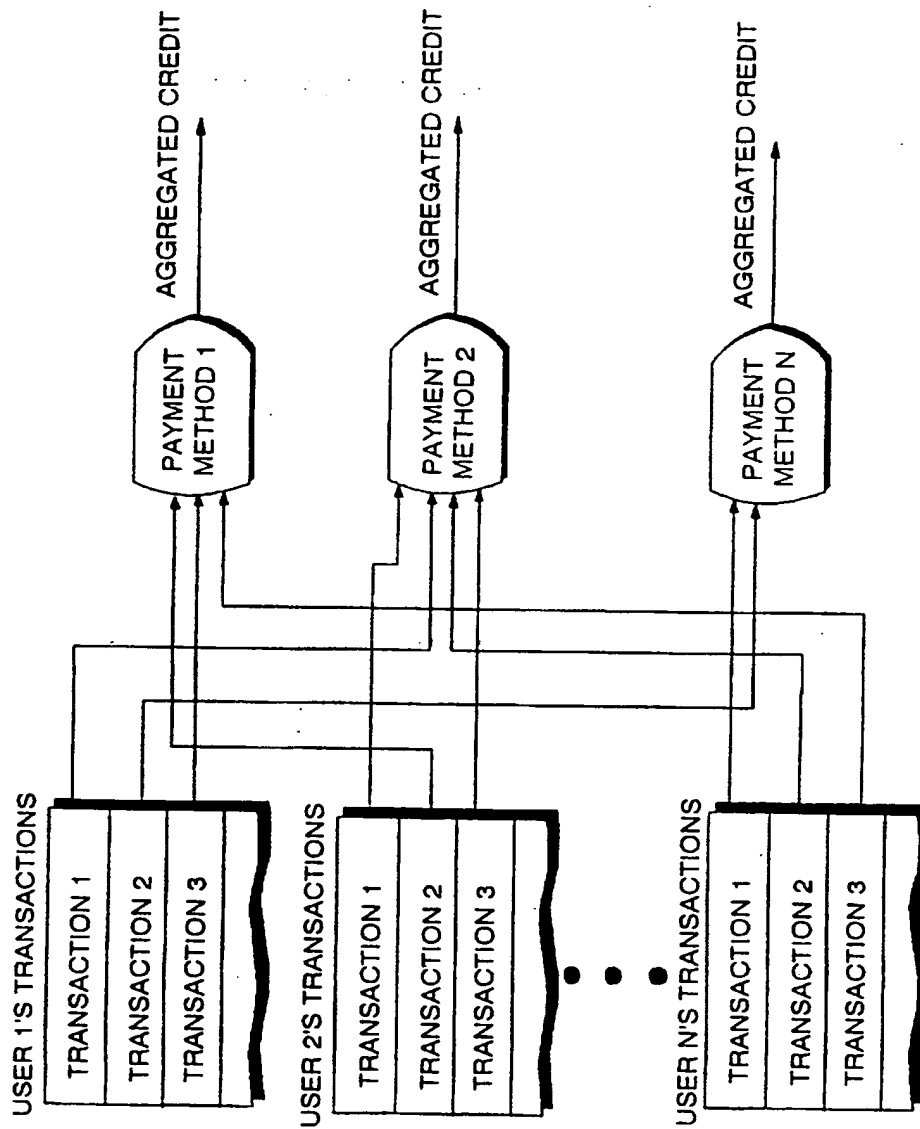 USER 1'S TRANSACTIONS
TRANSACTION 1
TRANSACTION 2
TRANSACTION 3
USER 2'S TRANSACTIONS
TRANSACTION 1
TRANSACTION 2
TRANSACTION 3
USER N'S TRANSACTIONS
TRANSACTION 1
TRANSACTION 2
TRANSACTION 3
PAYMENT
METHOD 1
AGGREGATED CREDIT
PAYMENT
METHOD 2
AGGREGATED CREDIT
PAYMENT
METHOD N
AGGREGATED CREDIT